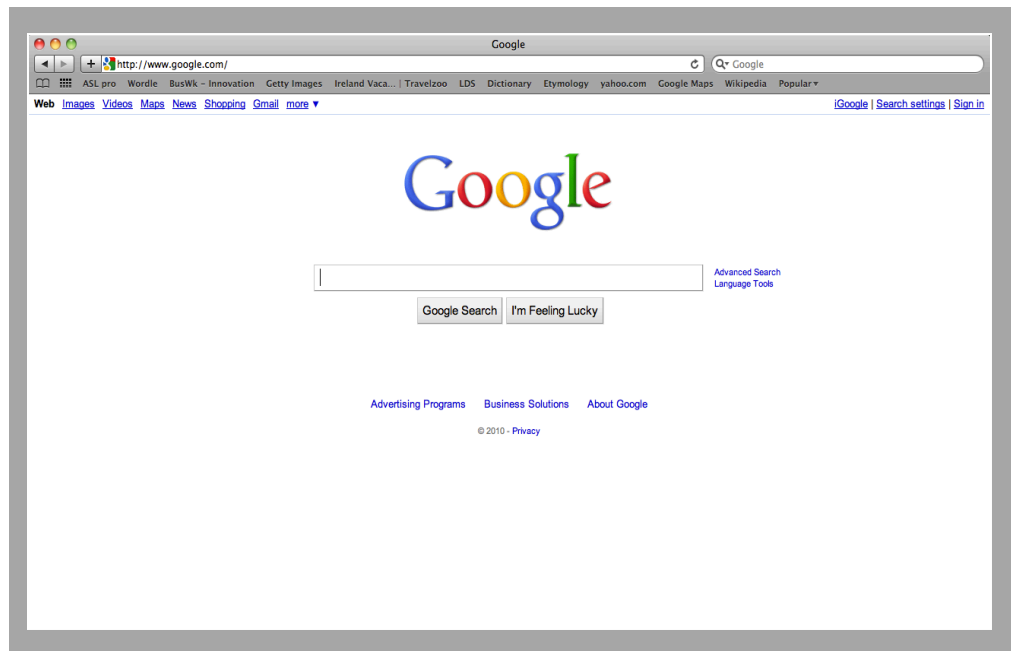 Google
http://www.google.com/ Google
ASL pro Wordle BusWk – Innovation Getty Images Ireland Vaca... | Travelzoo LDS Dictionary Etymology yahoo.com Google Maps Wikipedia Popular
Web Images Videos Maps News Shopping Gmail more iGoogle | Search settings | Sign in
Google
Advanced Search
Language Tools
Google Search I'm Feeling Lucky
Advertising Programs Business Solutions About Google
© 2010 - Privacy